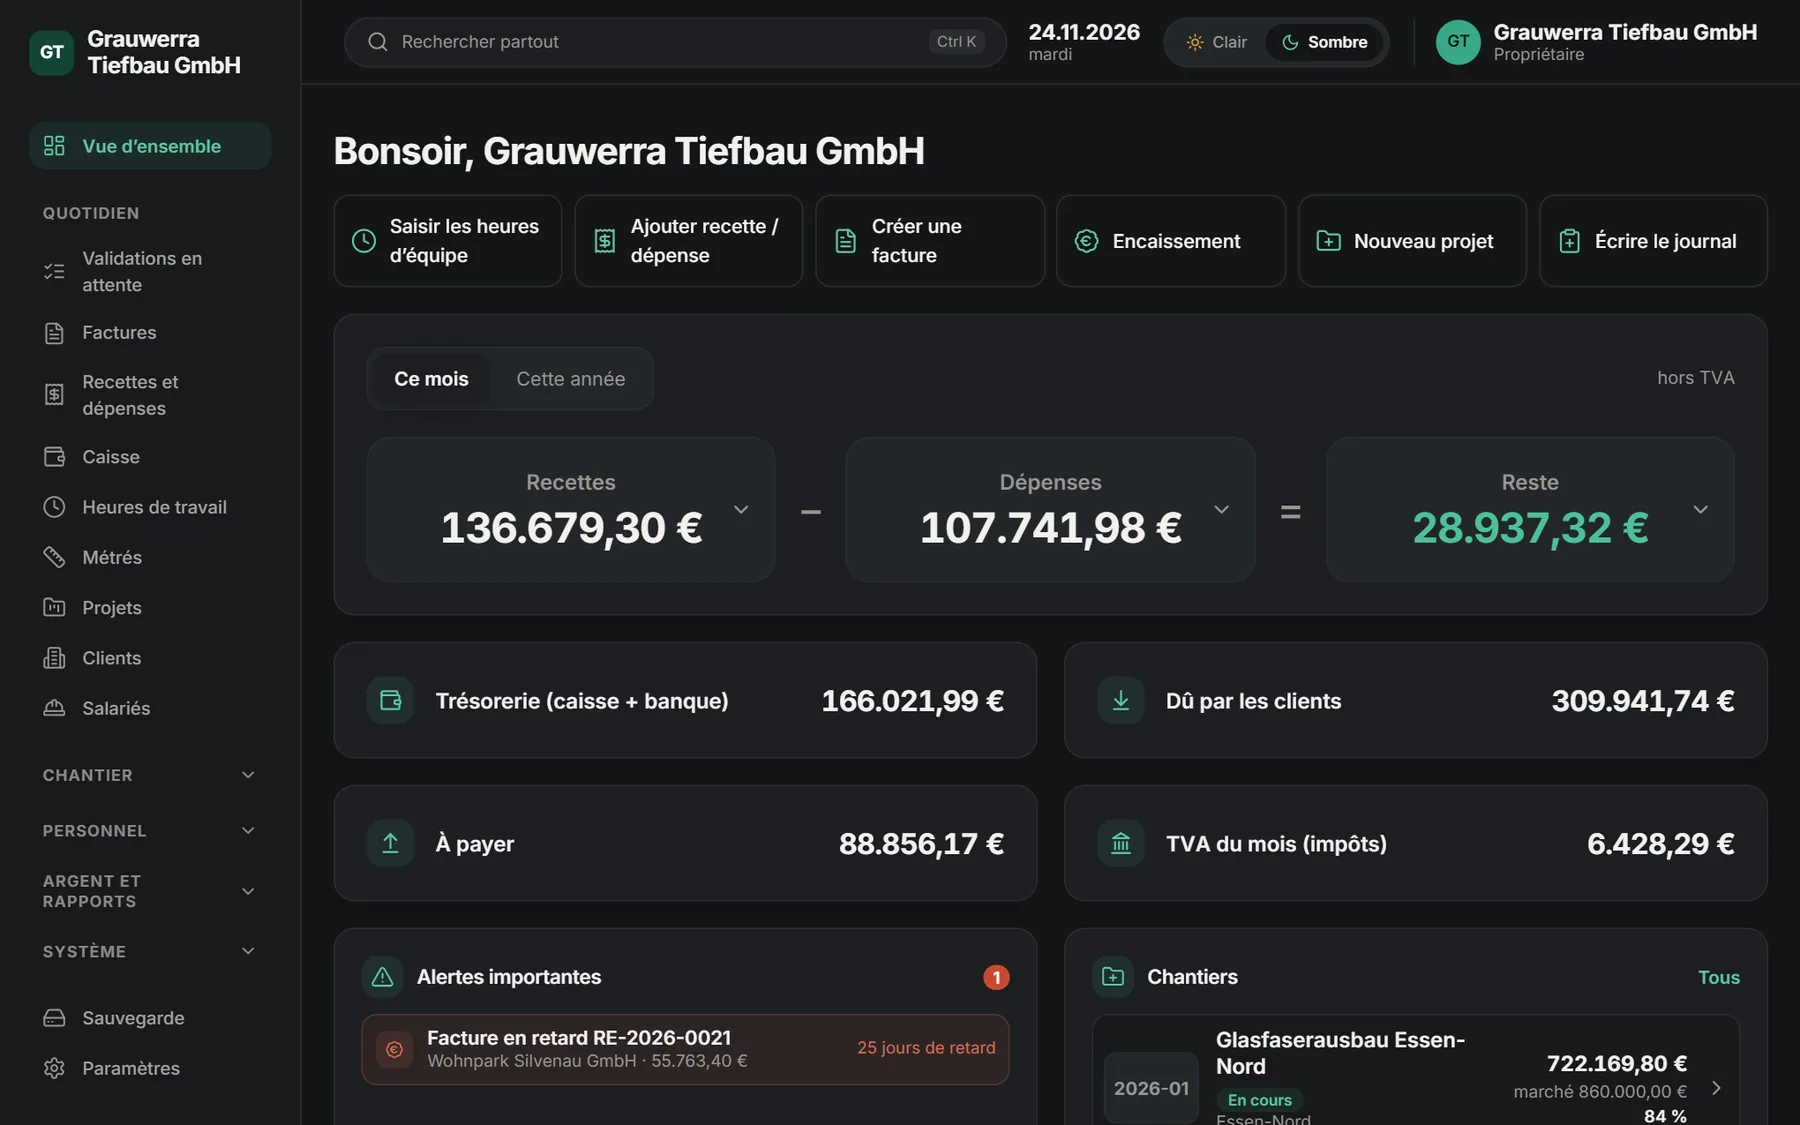 GT
Grauwerra
Tiefbau GmbH
Rechercher partout
Ctrl K
24.11.2026
mardi
Clair
Sombre
GT
Grauwerra Tiefbau GmbH
Propriétaire
Vue d’ensemble
QUOTIDIEN
Validations en
attente
Factures
Recettes et
dépenses
Caisse
Heures de travail
Métrés
Projets
Clients
Salariés
CHANTIER
PERSONNEL
ARGENT ET
RAPPORTS
SYSTÈME
Sauvegarde
Paramètres
Bonsoir, Grauwerra Tiefbau GmbH
Saisir les heures
d’équipe
Ajouter recette /
dépense
Créer une
facture
Encaissement
Nouveau projet
Écrire le journal
Ce mois
Cette année
hors TVA
Recettes
136.679,30 €
–
Dépenses
107.741,98 €
=
Reste
28.937,32 €
Trésorerie (caisse + banque)
166.021,99 €
Dû par les clients
309.941,74 €
À payer
88.856,17 €
TVA du mois (impôts)
6.428,29 €
Alertes importantes
1
Facture en retard RE-2026-0021
Wohnpark Silvenau GmbH · 55.763,40 €
25 jours de retard
Chantiers
Tous
2026-01
Glasfaserausbau Essen-
Nord
En cours
Essen-Nord
722.169,80 €
marché 860.000,00 €
84 %